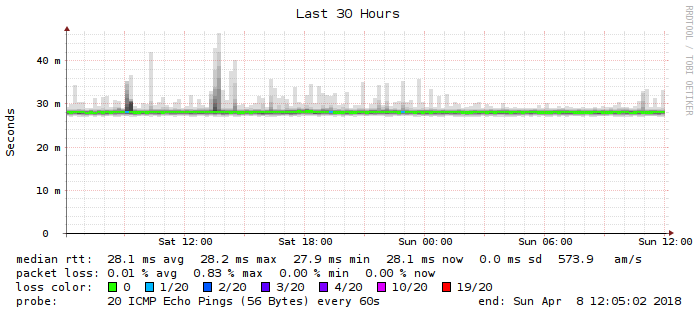 Last 30 Hours
RRDTOOL / TOBI OETIKER
Seconds
40 m
30 m
20 m
10 m
0
Sat 12:00 Sat 18:00 Sun 00:00 Sun 06:00 Sun 12:00
median rtt: 28.1 ms avg 28.2 ms max 27.9 ms min 28.1 ms now 0.0 ms sd 573.9 am/s
packet loss: 0.01 % avg 0.83 % max 0.00 % min 0.00 % now
loss color: 0 1/20 2/20 3/20 4/20 10/20 19/20
probe: 20 ICMP Echo Pings (56 Bytes) every 60s end: Sun Apr 8 12:05:02 2018